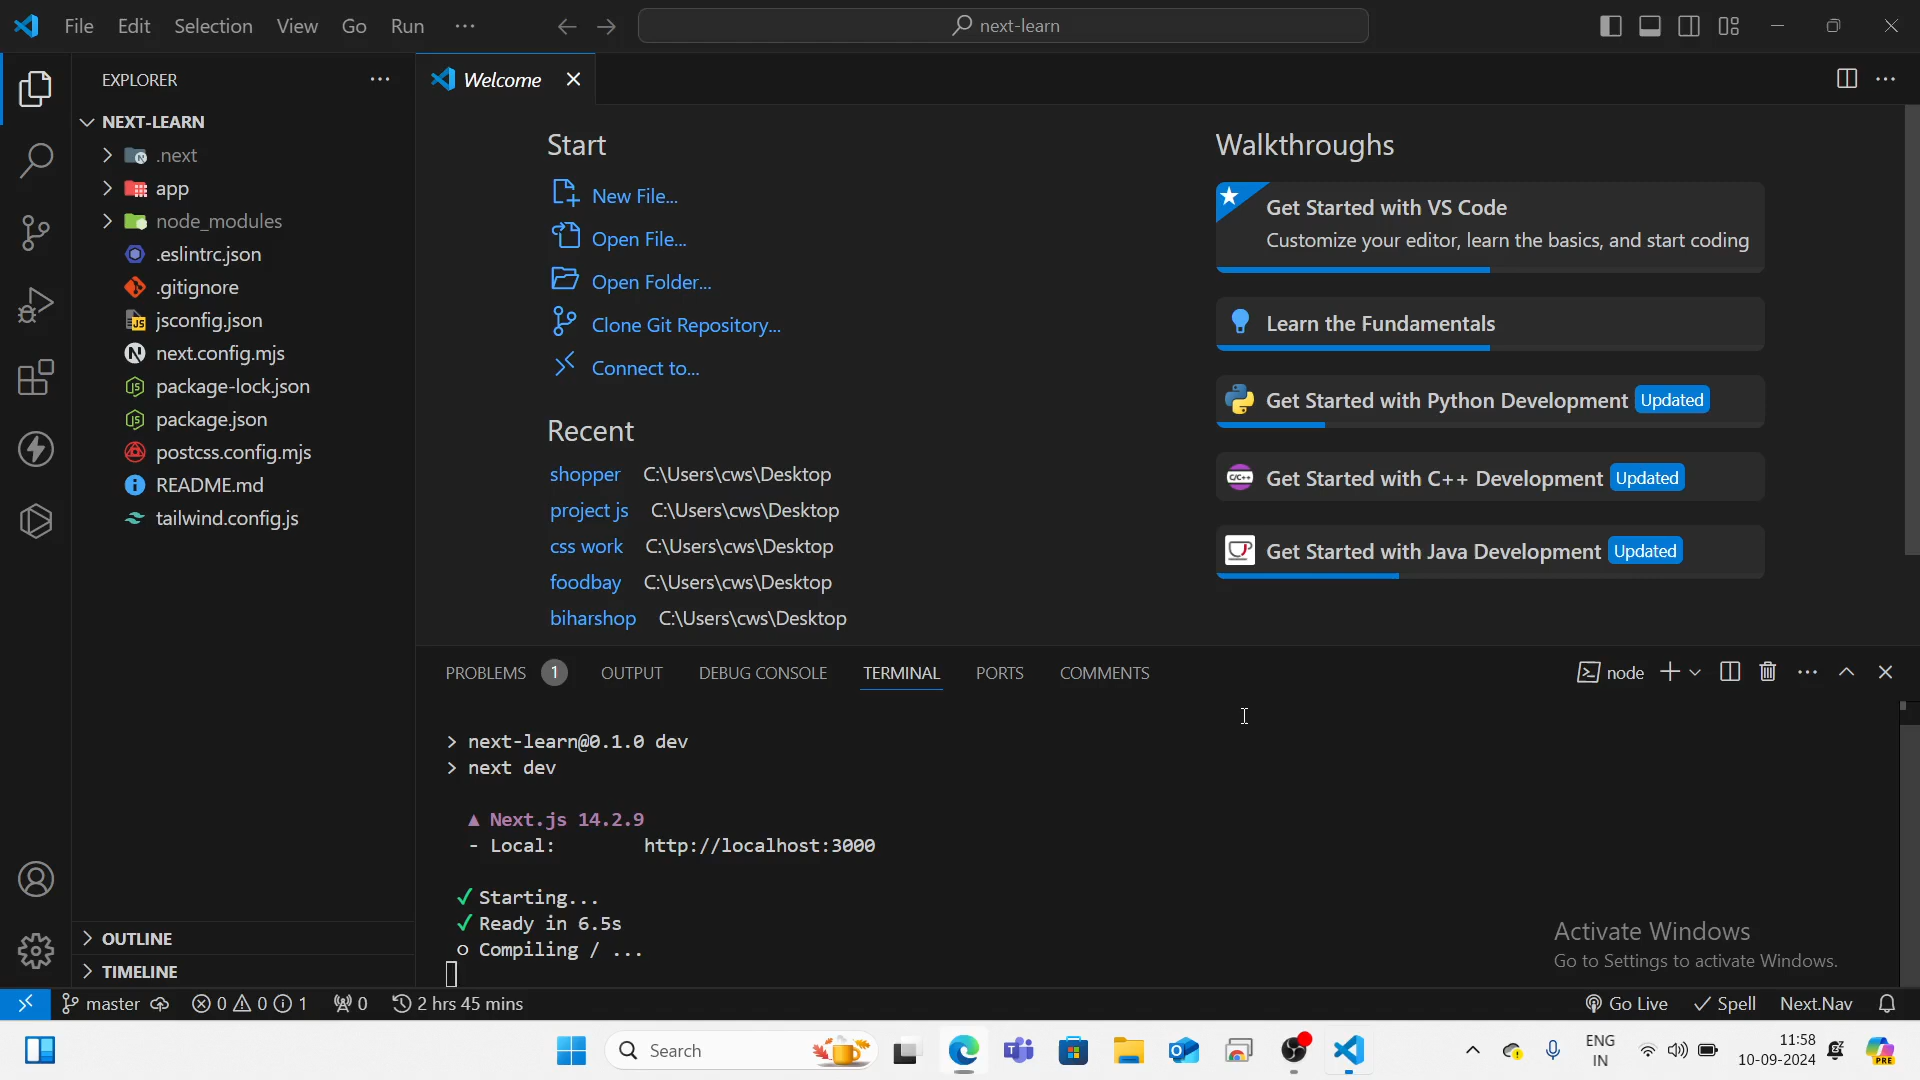 File Edit Selection View Go Run ...
next-learn
EXPLORER
Welcome
NEXT-LEARN
.next
app
node_modules
.eslintrc.json
.gitignore
jsconfig.json
next.config.mjs
package-lock.json
package.json
postcss.config.mjs
README.md
tailwind.config.js
OUTLINE
TIMELINE
Start
New File...
Open File...
Open Folder...
Clone Git Repository...
Connect to...
Recent
shopper C:\Users\cws\Desktop
project js C:\Users\cws\Desktop
css work C:\Users\cws\Desktop
foodbay C:\Users\cws\Desktop
biharshop C:\Users\cws\Desktop
Walkthroughs
Get Started with VS Code
Customize your editor, learn the basics, and start coding
Learn the Fundamentals
Get Started with Python Development Updated
Get Started with C++ Development Updated
Get Started with Java Development Updated
PROBLEMS 1 OUTPUT DEBUG CONSOLE TERMINAL PORTS COMMENTS
node
> next-learn@0.1.0 dev
> next dev
▲ Next.js 14.2.9
- Local: http://localhost:3000
✓ Starting...
✓ Ready in 6.5s
○ Compiling / ...
Activate Windows
Go to Settings to activate Windows.
master 0 0 1 0 2 hrs 45 mins
Go Live Spell Next.Nav
Search
ENG
IN
11:58
10-09-2024
PRE